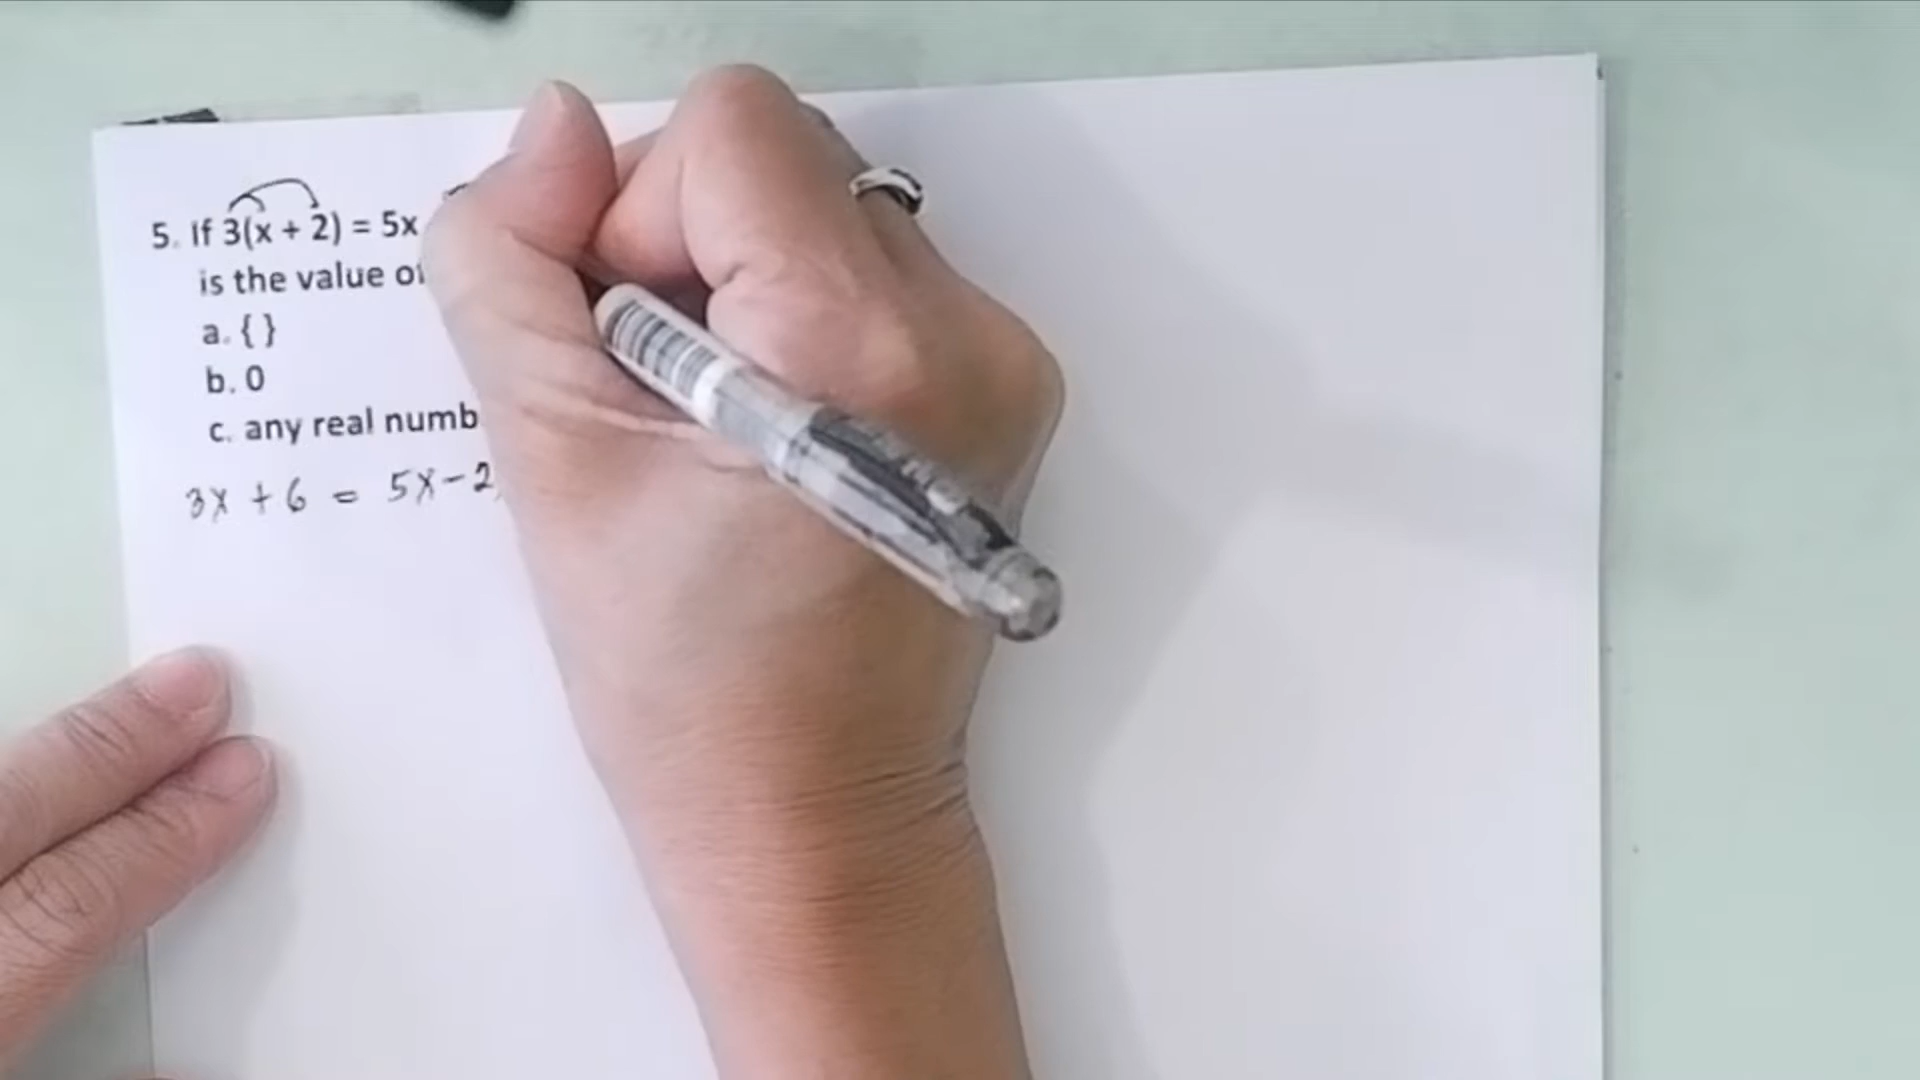 5. If 3(x + 2) = 5x
is the value of
a. { }
b. 0
c. any real numb
3x + 6 = 5x - 2